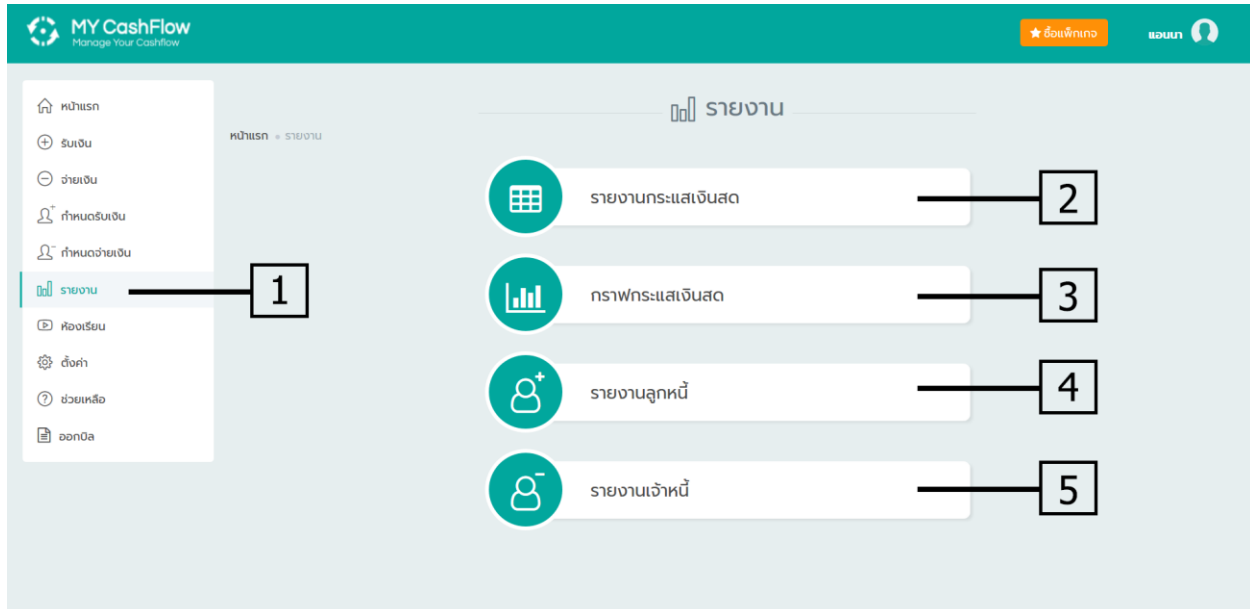 MY CashFlow
Manage Your Cashflow
ซื้อแพ็กเกจ
แอนนา
หน้าแรก
รับเงิน
จ่ายเงิน
กำหนดรับเงิน
กำหนดจ่ายเงิน
รายงาน
1
ห้องเรียน
ตั้งค่า
ช่วยเหลือ
ออกบิล
รายงาน
หน้าแรก » รายงาน
รายงานกระแสเงินสด
2
กราฟกระแสเงินสด
3
รายงานลูกหนี้
4
รายงานเจ้าหนี้
5